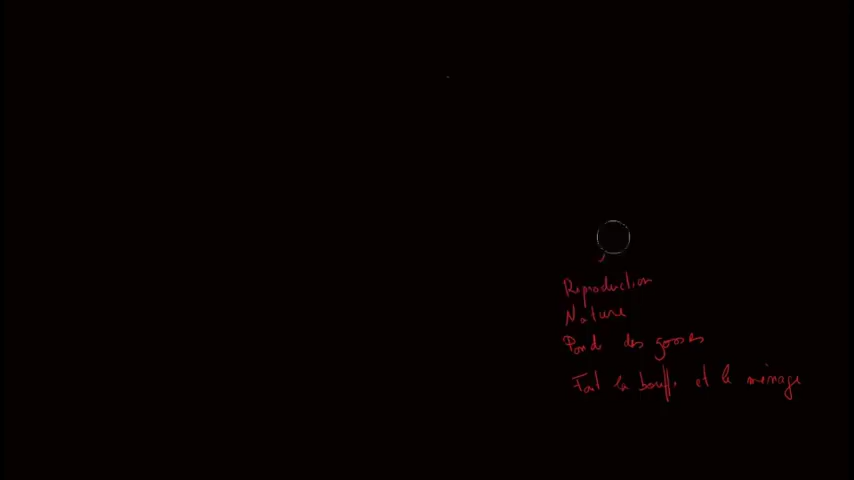 Reproduction
Nature
Pond des gosses
Fait la bouffe et le ménage